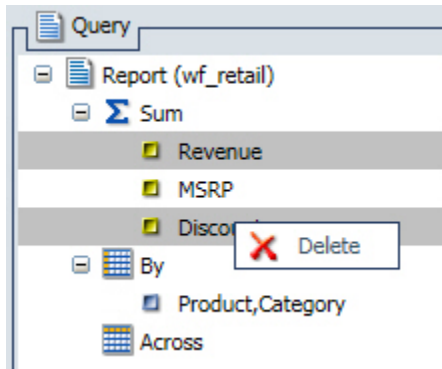 Query
Report (wf_retail)
Sum
Revenue
MSRP
Delete
By
Product,Category
Across